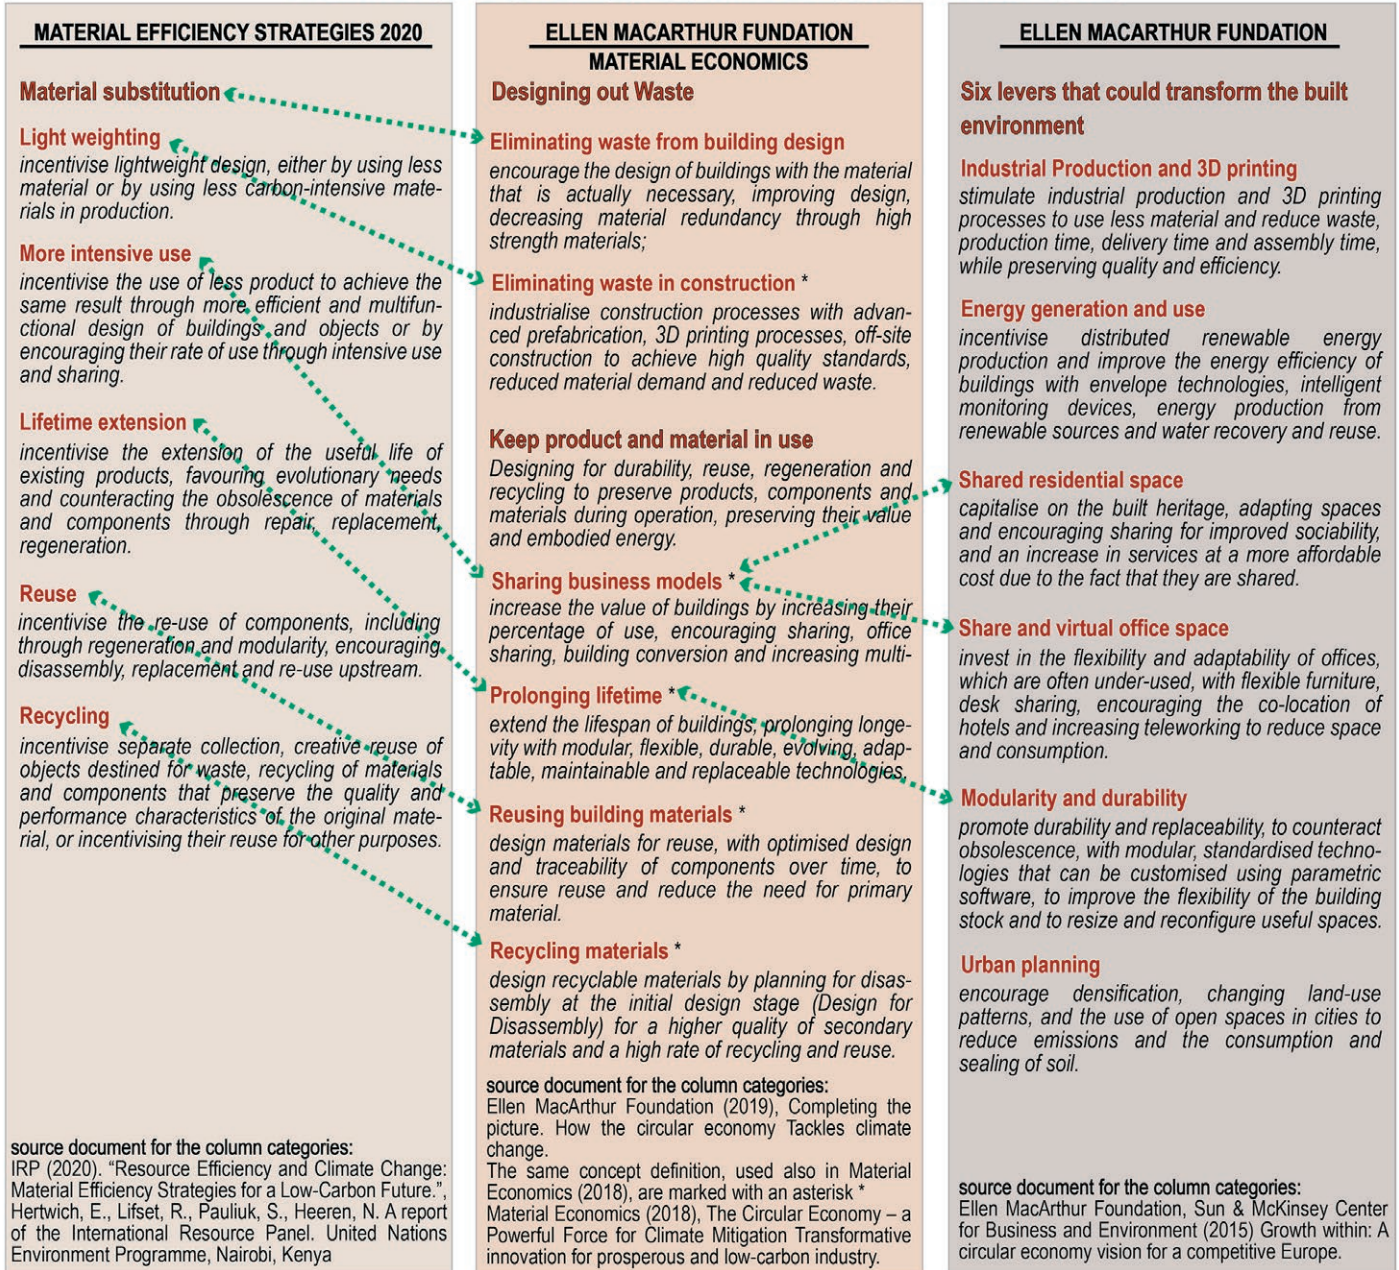 MATERIAL EFFICIENCY STRATEGIES 2020
Material substitution
Light weighting
incentivise lightweight design, either by using less
material or by using less carbon-intensive mate-
rials in production.
More intensive use
incentivise the use of less product to achieve the
same result through more efficient and multifun-
ctional design of buildings and objects or by
encouraging their rate of use through intensive use
and sharing.
Lifetime extension
incentivise the extension of the useful life of
existing products, favouring evolutionary needs
and counteracting the obsolescence of materials
and components through repair, replacement,
regeneration.
Reuse
incentivise the re-use of components, including
through regeneration and modularity, encouraging
disassembly, replacement and re-use upstream.
Recycling
incentivise separate collection, creative reuse of
objects destined for waste, recycling of materials
and components that preserve the quality and
performance characteristics of the original mate-
rial, or incentivising their reuse for other purposes.
source document for the column categories:
IRP (2020). “Resource Efficiency and Climate Change:
Material Efficiency Strategies for a Low-Carbon Future.”,
Hertwich, E., Lifset, R., Pauliuk, S., Heeren, N. A report
of the International Resource Panel. United Nations
Environment Programme, Nairobi, Kenya
ELLEN MACARTHUR FUNDATION
MATERIAL ECONOMICS
Designing out Waste
Eliminating waste from building design
encourage the design of buildings with the material
that is actually necessary, improving design,
decreasing material redundancy through high
strength materials;
Eliminating waste in construction *
industrialise construction processes with advan-
ced prefabrication, 3D printing processes, off-site
construction to achieve high quality standards,
reduced material demand and reduced waste.
Keep product and material in use
Designing for durability, reuse, regeneration and
recycling to preserve products, components and
materials during operation, preserving their value
and embodied energy.
Sharing business models *
increase the value of buildings by increasing their
percentage of use, encouraging sharing, office
sharing, building conversion and increasing multi-
Prolonging lifetime *
extend the lifespan of buildings, prolonging longe-
vity with modular, flexible, durable, evolving, adap-
table, maintainable and replaceable technologies.
Reusing building materials *
design materials for reuse, with optimised design
and traceability of components over time, to
ensure reuse and reduce the need for primary
material.
Recycling materials *
design recyclable materials by planning for disas-
sembly at the initial design stage (Design for
Disassembly) for a higher quality of secondary
materials and a high rate of recycling and reuse.
source document for the column categories:
Ellen MacArthur Foundation (2019), Completing the
picture. How the circular economy Tackles climate
change.
The same concept definition, used also in Material
Economics (2018), are marked with an asterisk *
Material Economics (2018), The Circular Economy – a
Powerful Force for Climate Mitigation Transformative
innovation for prosperous and low-carbon industry.
ELLEN MACARTHUR FUNDATION
Six levers that could transform the built
environment
Industrial Production and 3D printing
stimulate industrial production and 3D printing
processes to use less material and reduce waste,
production time, delivery time and assembly time,
while preserving quality and efficiency.
Energy generation and use
incentivise distributed renewable energy
production and improve the energy efficiency of
buildings with envelope technologies, intelligent
monitoring devices, energy production from
renewable sources and water recovery and reuse.
Shared residential space
capitalise on the built heritage, adapting spaces
and encouraging sharing for improved sociability,
and an increase in services at a more affordable
cost due to the fact that they are shared.
Share and virtual office space
invest in the flexibility and adaptability of offices,
which are often under-used, with flexible furniture,
desk sharing, encouraging the co-location of
hotels and increasing teleworking to reduce space
and consumption.
Modularity and durability
promote durability and replaceability, to counteract
obsolescence, with modular, standardised techno-
logies that can be customised using parametric
software, to improve the flexibility of the building
stock and to resize and reconfigure useful spaces.
Urban planning
encourage densification, changing land-use
patterns, and the use of open spaces in cities to
reduce emissions and the consumption and
sealing of soil.
source document for the column categories:
Ellen MacArthur Foundation, Sun & McKinsey Center
for Business and Environment (2015) Growth within: A
circular economy vision for a competitive Europe.